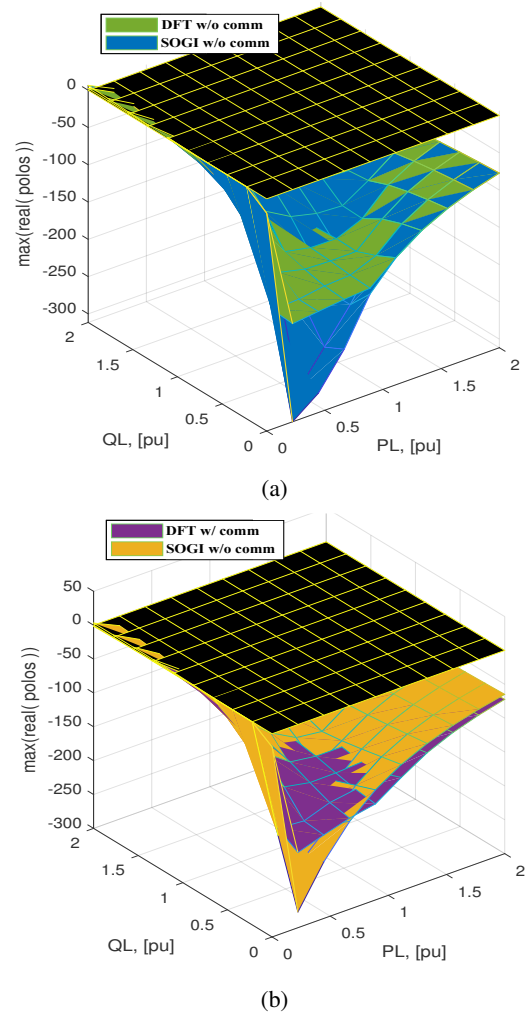 DFT w/o comm
SOGI w/o comm
0
-50
-100
-150
-200
-250
-300
max(real( polos ))
2
1.5
1
0.5
0
QL, [pu]
0
0.5
1
1.5
2
PL, [pu]
(a)
DFT w/ comm
SOGI w/o comm
50
0
-50
-100
-150
-200
-250
-300
max(real( polos ))
2
1.5
1
0.5
0
QL, [pu]
0
0.5
1
1.5
2
PL, [pu]
(b)